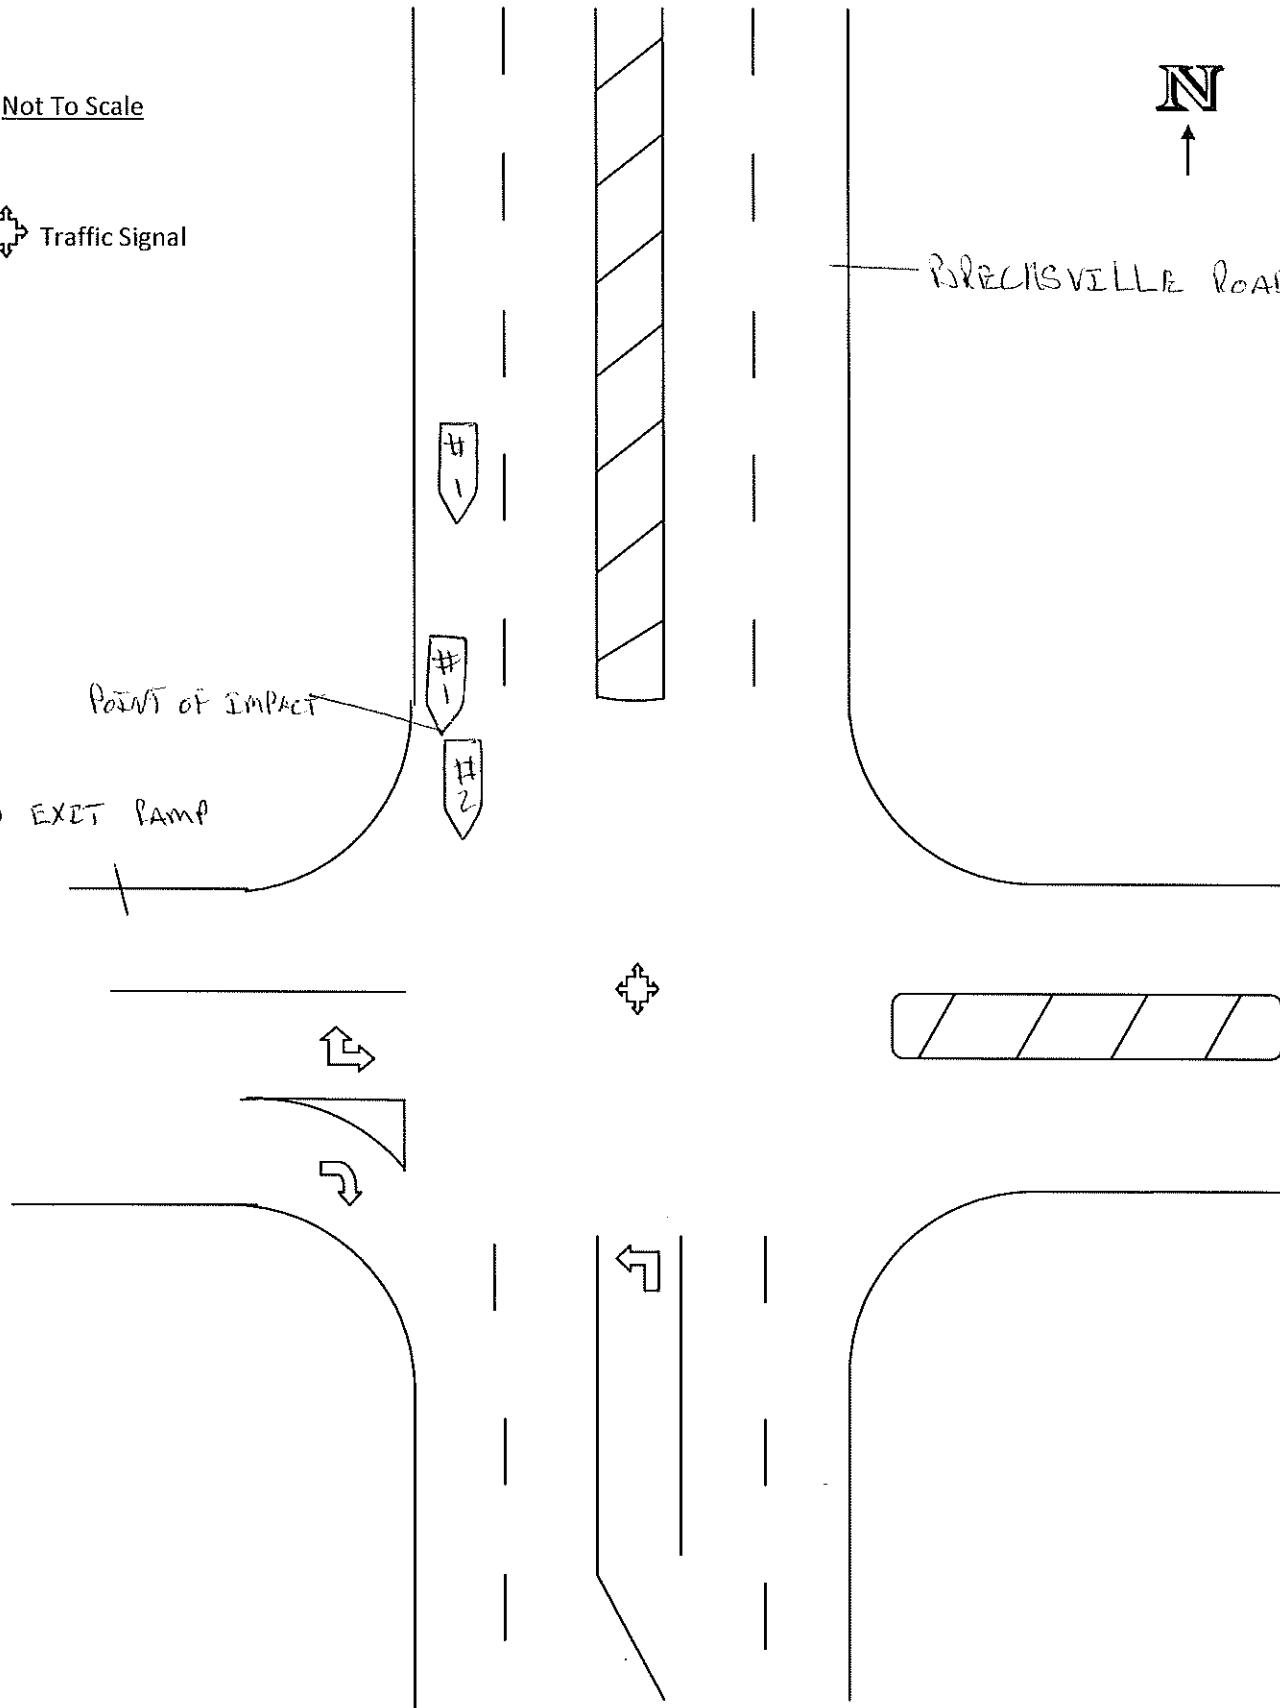 Not To Scale
N
Traffic Signal
BRECKSVILLE ROAD
#
1
#
1
POINT OF IMPACT
#
2
EXIT RAMP